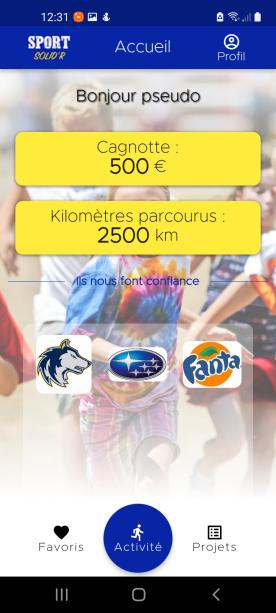 12:31
SPORT
SOLID'R
Accueil
Profil
Bonjour pseudo
Cagnotte :
500 €
Kilomètres parcourus :
2500 km
Ils nous font confiance
Fanta
Favoris
Activité
Projets